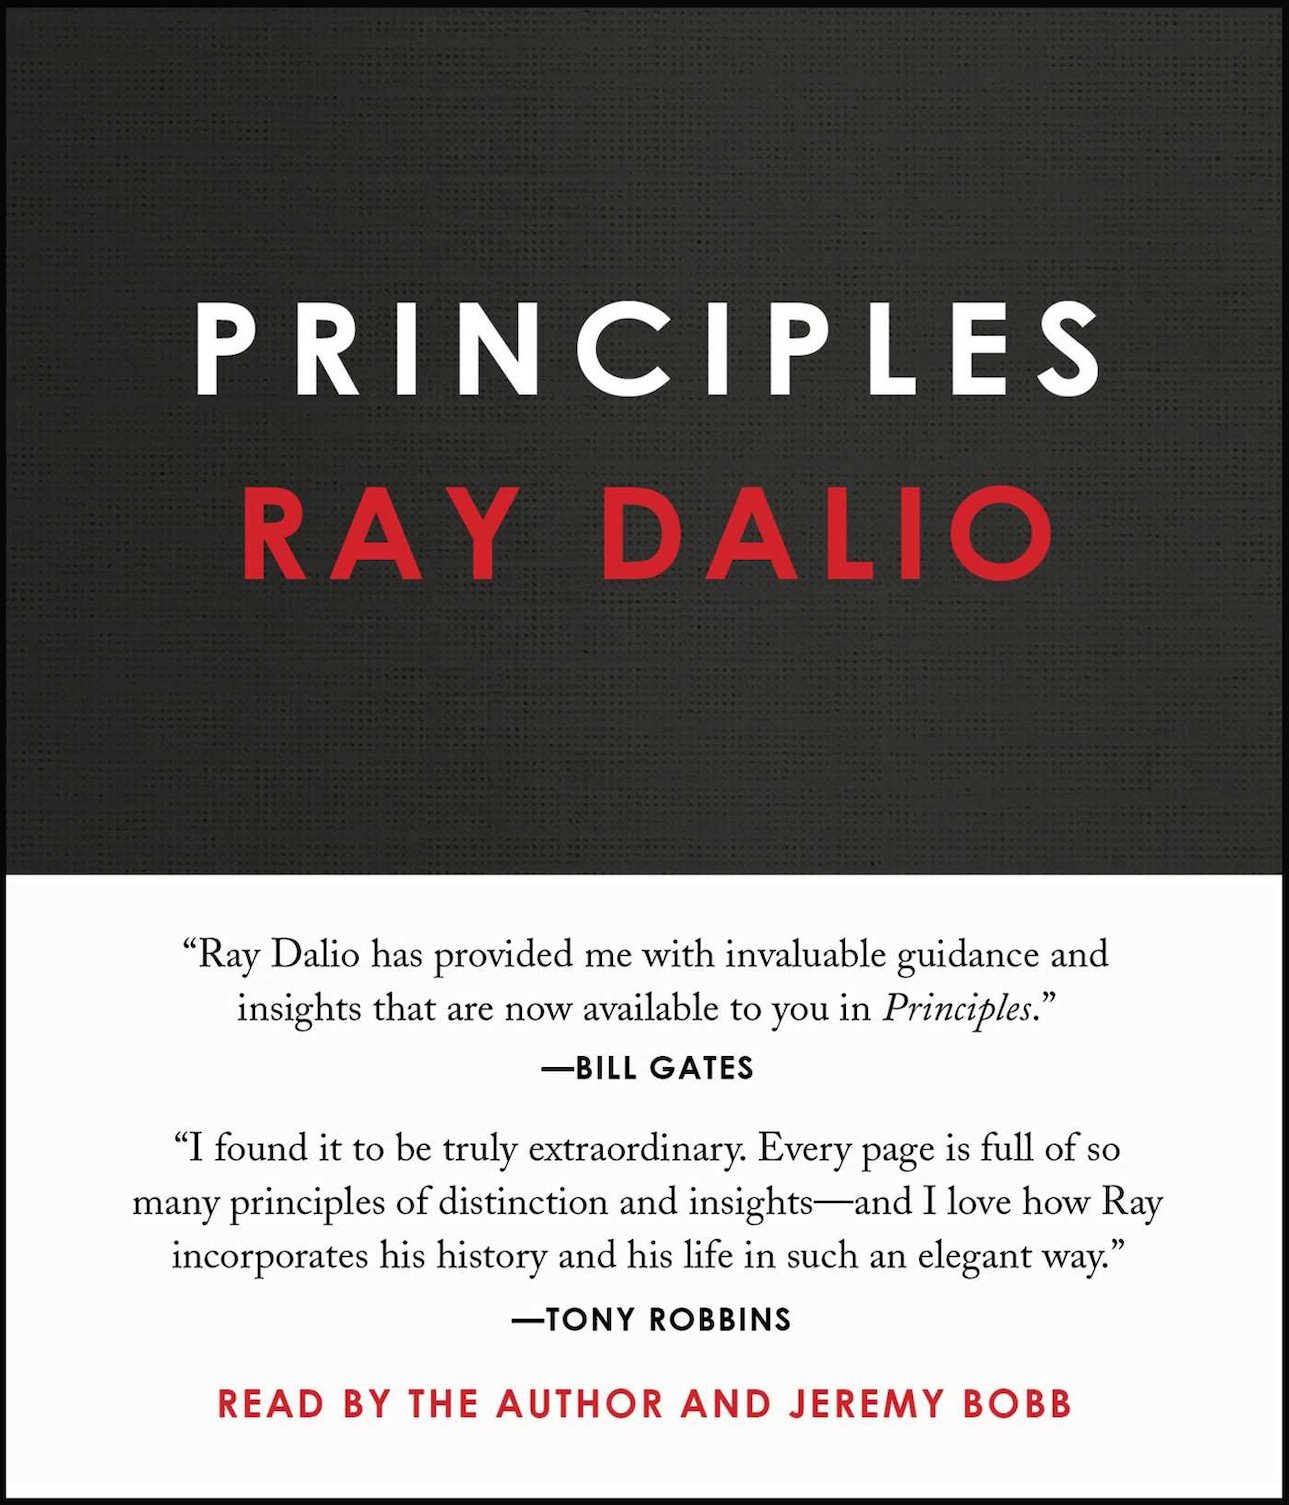 PRINCIPLES
RAY DALIO
“Ray Dalio has provided me with invaluable guidance and
insights that are now available to you in Principles.”
—BILL GATES
“I found it to be truly extraordinary. Every page is full of so
many principles of distinction and insights—and I love how Ray
incorporates his history and his life in such an elegant way.”
—TONY ROBBINS
READ BY THE AUTHOR AND JEREMY BOBB